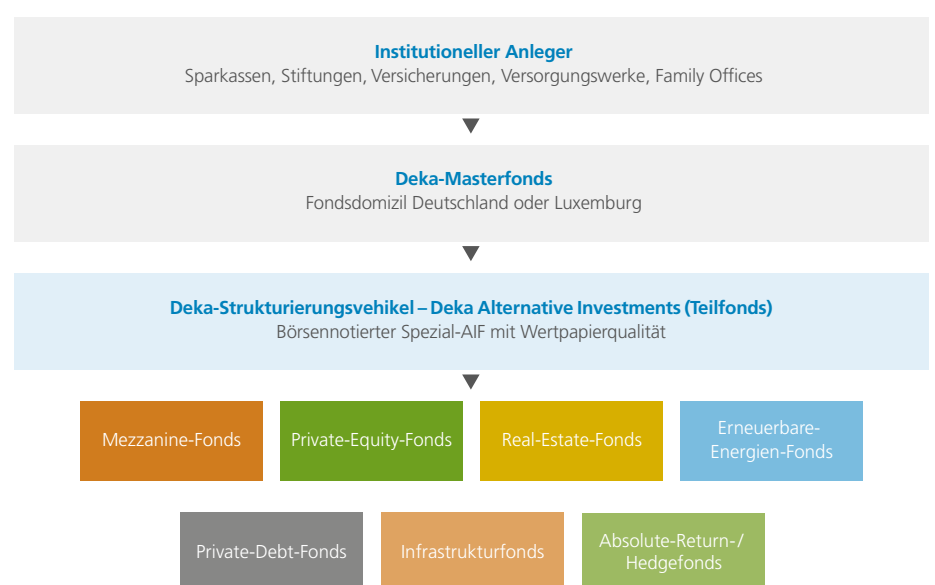 Institutioneller Anleger
Sparkassen, Stiftungen, Versicherungen, Versorgungswerke, Family Offices
Deka-Masterfonds
Fondsdomizil Deutschland oder Luxemburg
Deka-Strukturierungsvehikel – Deka Alternative Investments (Teilfonds)
Börsennotierter Spezial-AIF mit Wertpapierqualität
Mezzanine-Fonds
Private-Equity-Fonds
Real-Estate-Fonds
Erneuerbare-
Energien-Fonds
Private-Debt-Fonds
Infrastrukturfonds
Absolute-Return-/
Hedgefonds